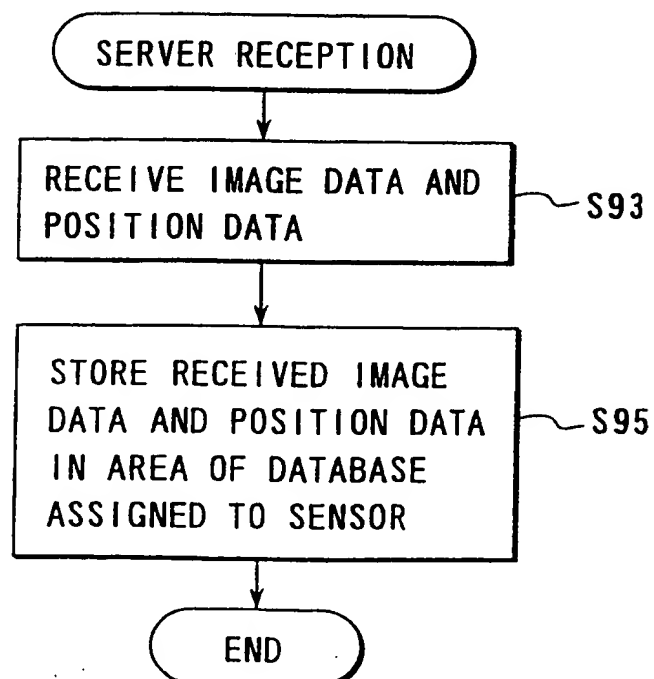 SERVER RECEPTION
RECEIVE IMAGE DATA AND
POSITION DATA
S93
STORE RECEIVED IMAGE
DATA AND POSITION DATA
IN AREA OF DATABASE
ASSIGNED TO SENSOR
S95
END